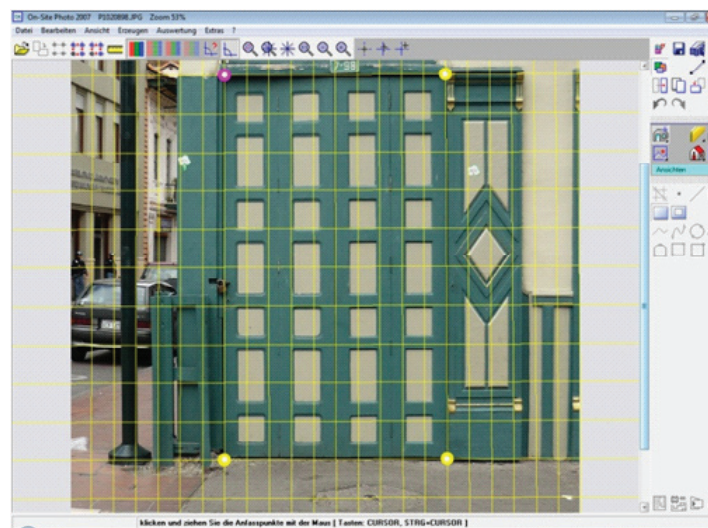 On-Site Photo 2007 P1020898.JPG Zoom 53%
Datei Bearbeiten Ansicht Erzeugen Auswertung Extras ?
Ansichten
klicken und ziehen Sie die Anfasspunkte mit der Maus [ Tasten: CURSOR, STRG+CURSOR ]